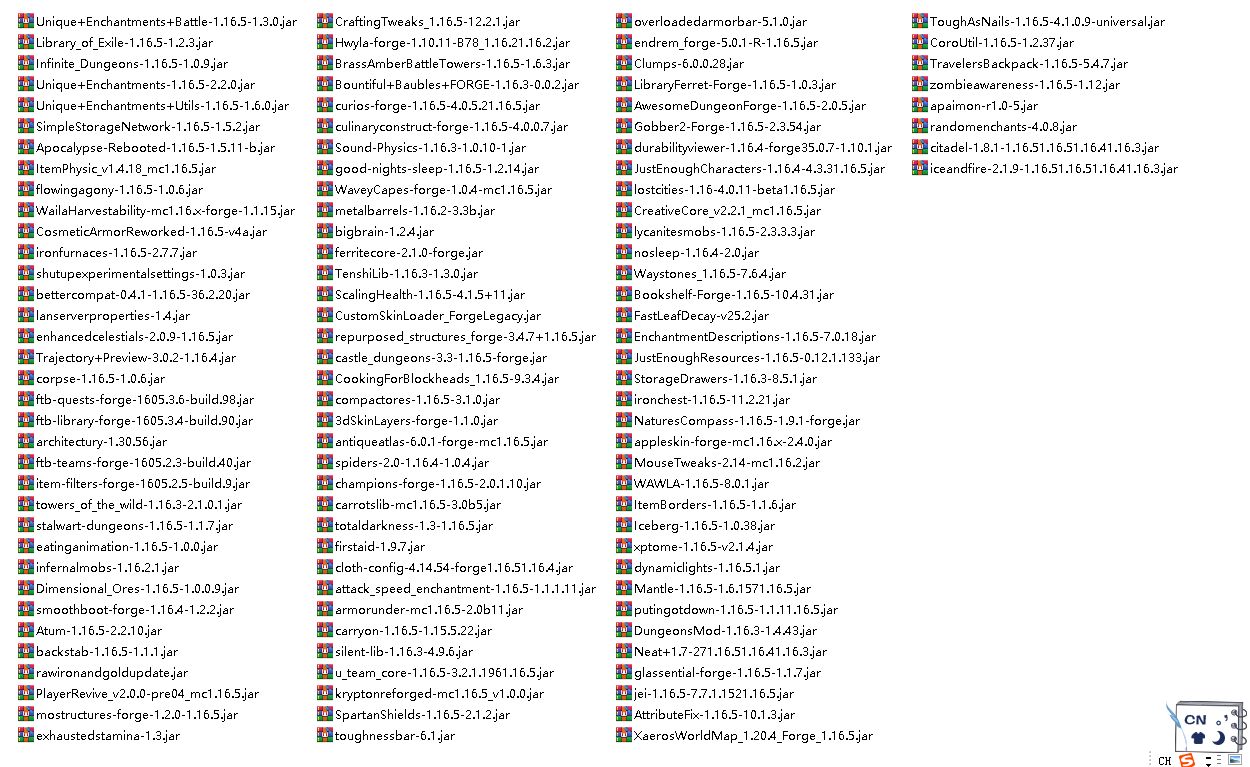 Unique+Enchantments+Battle-1.16.5-1.3.0.jar
Library_of_Exile-1.16.5-1.2.3.jar
Infinite_Dungeons-1.16.5-1.0.9.jar
Unique+Enchantments-1.16.5-2.2.0.jar
Unique+Enchantments+Utils-1.16.5-1.6.0.jar
SimpleStorageNetwork-1.16.5-1.5.2.jar
Apocalypse-Rebooted-1.16.5-1.5.11-b.jar
ItemPhysic_v1.4.18_mc1.16.5.jar
flowingagony-1.16.5-1.0.6.jar
WailaHarvestability-mc1.16.x-forge-1.1.15.jar
CosmeticArmorReworked-1.16.5-v4a.jar
ironfurnaces-1.16.5-2.7.7.jar
shutupexperimentalsettings-1.0.3.jar
bettercompat-0.4.1-1.16.5-36.2.20.jar
lanserverproperties-1.4.jar
enhancedcelestials-2.0.9-1.16.5.jar
Trajectory+Preview-3.0.2-1.16.4.jar
corpse-1.16.5-1.0.6.jar
ftb-quests-forge-1605.3.6-build.98.jar
ftb-library-forge-1605.3.4-build.90.jar
architectury-1.30.56.jar
ftb-teams-forge-1605.2.3-build.40.jar
item-filters-forge-1605.2.5-build.9.jar
towers_of_the_wild-1.16.3-2.1.0.1.jar
stalwart-dungeons-1.16.5-1.1.7.jar
eatinganimation-1.16.5-1.0.0.jar
infernalmobs-1.16.2.1.jar
Dimensional_Ores-1.16.5-1.0.0.9.jar
smoothboot-forge-1.16.4-1.2.2.jar
Atum-1.16.5-2.2.10.jar
backstab-1.16.5-1.1.1.jar
rawironandgoldupdate.jar
PlayerRevive_v2.0.0-pre04_mc1.16.5.jar
mostructures-forge-1.2.0-1.16.5.jar
exhaustedstamina-1.3.jar
CraftingTweaks_1.16.5-12.2.1.jar
Hwyla-forge-1.10.11-B78_1.16.21.16.2.jar
BrassAmberBattleTowers-1.16.5-1.6.3.jar
Bountiful+Baubles+FORGE-1.16.3-0.0.2.jar
curios-forge-1.16.5-4.0.5.21.16.5.jar
culinaryconstruct-forge-1.16.5-4.0.0.7.jar
Sound-Physics-1.16.3-1.0.10-1.jar
good-nights-sleep-1.16.5-1.2.14.jar
WaveyCapes-forge-1.0.4-mc1.16.5.jar
metalbarrels-1.16.2-3.3b.jar
bigbrain-1.2.4.jar
ferritecore-2.1.0-forge.jar
TenshiLib-1.16.3-1.3.0.jar
ScalingHealth-1.16.5-4.1.5+11.jar
CustomSkinLoader_ForgeLegacy.jar
repurposed_structures_forge-3.4.7+1.16.5.jar
castle_dungeons-3.3-1.16.5-forge.jar
CookingForBlockheads_1.16.5-9.3.4.jar
compactores-1.16.5-3.1.0.jar
3dSkinLayers-forge-1.1.0.jar
antiqueatlas-6.0.1-forge-mc1.16.5.jar
spiders-2.0-1.16.4-1.0.4.jar
champions-forge-1.16.5-2.0.1.10.jar
carrotslib-mc1.16.5-3.0b5.jar
totaldarkness-1.3-1.16.5.jar
firstaid-1.9.7.jar
cloth-config-4.14.54-forge1.16.51.16.4.jar
attack_speed_enchantment-1.16.5-1.1.1.11.jar
armorunder-mc1.16.5-2.0b11.jar
carryon-1.16.5-1.15.5.22.jar
silent-lib-1.16.3-4.9.6.jar
u_team_core-1.16.5-3.2.1.1961.16.5.jar
kryptonreforged-mc1.16.5_v1.0.0.jar
SpartanShields-1.16.5-2.1.2.jar
toughnessbar-6.1.jar
overloadedarmorbar-5.1.0.jar
endrem_forge-5.0.1-R-1.16.5.jar
Clumps-6.0.0.28.jar
LibraryFerret-Forge-1.16.5-1.0.3.jar
AwesomeDungeonForge-1.16.5-2.0.5.jar
Gobber2-Forge-1.16.5-2.3.54.jar
durabilityviewer-1.16.4-forge35.0.7-1.10.1.jar
JustEnoughCharacters-1.16.4-4.3.31.16.5.jar
lostcities-1.16-4.0.11-beta1.16.5.jar
CreativeCore_v2.2.1_mc1.16.5.jar
lycanitesmobs-1.16.5-2.3.3.3.jar
nosleep-1.16.4-2.0.jar
Waystones_1.16.5-7.6.4.jar
Bookshelf-Forge-1.16.5-10.4.31.jar
FastLeafDecay-v25.2.jar
EnchantmentDescriptions-1.16.5-7.0.18.jar
JustEnoughResources-1.16.5-0.12.1.133.jar
StorageDrawers-1.16.3-8.5.1.jar
ironchest-1.16.5-11.2.21.jar
NaturesCompass-1.16.5-1.9.1-forge.jar
appleskin-forge-mc1.16.x-2.4.0.jar
MouseTweaks-2.14-mc1.16.2.jar
WAWLA-1.16.5-8.0.1.jar
ItemBorders-1.16.5-1.1.6.jar
Iceberg-1.16.5-1.0.38.jar
xptome-1.16.5-v2.1.4.jar
dynamiclights-1.16.5.1.jar
Mantle-1.16.5-1.6.1571.16.5.jar
putingotdown-1.16.5-1.1.11.16.5.jar
DungeonsMod-1.16.3-1.4.43.jar
Neat+1.7-271.16.51.16.41.16.3.jar
glassential-forge-1.16.5-1.1.7.jar
jei-1.16.5-7.7.1.1521.16.5.jar
AttributeFix-1.16.5-10.1.3.jar
XaerosWorldMap_1.20.4_Forge_1.16.5.jar
ToughAsNails-1.16.5-4.1.0.9-universal.jar
CoroUtil-1.16.5-1.2.37.jar
TravelersBackpack-1.16.5-5.4.7.jar
zombieawareness-1.16.5-1.12.jar
apaimon-r1.0-5.jar
randomenchants-4.0.8.jar
citadel-1.8.1-1.16.51.16.51.16.41.16.3.jar
iceandfire-2.1.9-1.16.51.16.51.16.41.16.3.jar
CN
CH S